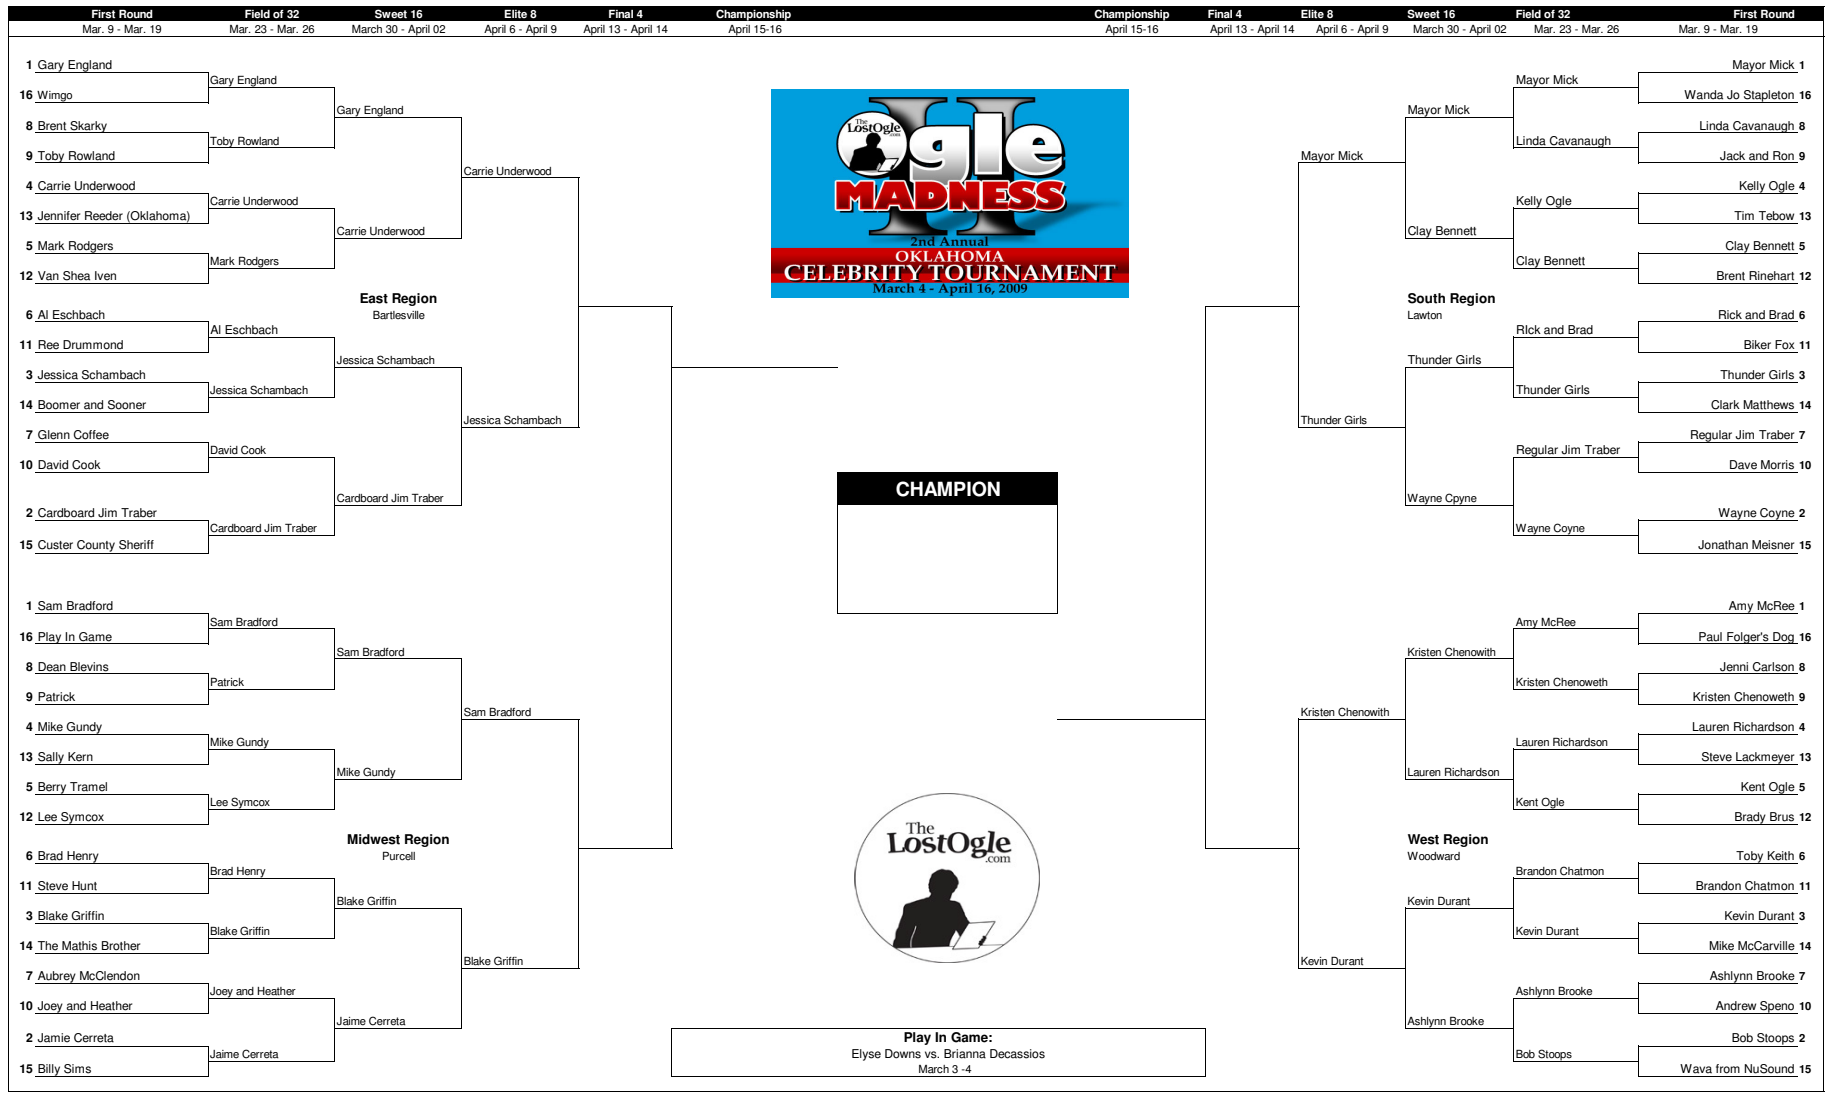 First Round Field of 32 Sweet 16 Elite 8 Final 4 Championship Championship Final 4 Elite 8 Sweet 16 Field of 32 First Round
Mar. 9 - Mar. 19 Mar. 23 - Mar. 26 March 30 - April 02 April 6 - April 9 April 13 - April 14 April 15-16 April 15-16 April 13 - April 14 April 6 - April 9 March 30 - April 02 Mar. 23 - Mar. 26 Mar. 9 - Mar. 19
1 Gary England
16 Wimgo
8 Brent Skarky
9 Toby Rowland
4 Carrie Underwood
13 Jennifer Reeder (Oklahoma)
5 Mark Rodgers
12 Van Shea Iven
6 Al Eschbach
11 Ree Drummond
3 Jessica Schambach
14 Boomer and Sooner
7 Glenn Coffee
10 David Cook
2 Cardboard Jim Traber
15 Custer County Sheriff
Gary England
Toby Rowland
Carrie Underwood
Mark Rodgers
Al Eschbach
Jessica Schambach
David Cook
Cardboard Jim Traber
Gary England
Carrie Underwood
East Region
Bartlesville
Jessica Schambach
Cardboard Jim Traber
Carrie Underwood
Jessica Schambach
1 Sam Bradford
16 Play In Game
8 Dean Blevins
9 Patrick
4 Mike Gundy
13 Sally Kern
5 Berry Tramel
12 Lee Symcox
6 Brad Henry
11 Steve Hunt
3 Blake Griffin
14 The Mathis Brother
7 Aubrey McClendon
10 Joey and Heather
2 Jamie Cerreta
15 Billy Sims
Sam Bradford
Patrick
Mike Gundy
Lee Symcox
Brad Henry
Blake Griffin
Joey and Heather
Jaime Cerreta
Sam Bradford
Mike Gundy
Midwest Region
Purcell
Blake Griffin
Jaime Cerreta
Sam Bradford
Blake Griffin
The
LostOgle
.com
Ogle
MADNESS
II
2nd Annual
OKLAHOMA
CELEBRITY TOURNAMENT
March 4 - April 16, 2009
CHAMPION
The
LostOgle
.com
Play In Game:
Elyse Downs vs. Brianna Decassios
March 3 -4
Mayor Mick
Thunder Girls
Mayor Mick
Clay Bennett
South Region
Lawton
Thunder Girls
Wayne Cpyne
Mayor Mick
Linda Cavanaugh
Kelly Ogle
Clay Bennett
RIck and Brad
Thunder Girls
Regular Jim Traber
Wayne Coyne
Mayor Mick 1
Wanda Jo Stapleton 16
Linda Cavanaugh 8
Jack and Ron 9
Kelly Ogle 4
Tim Tebow 13
Clay Bennett 5
Brent Rinehart 12
Rick and Brad 6
Biker Fox 11
Thunder Girls 3
Clark Matthews 14
Regular Jim Traber 7
Dave Morris 10
Wayne Coyne 2
Jonathan Meisner 15
Kristen Chenowith
Kevin Durant
Kristen Chenowith
Lauren Richardson
West Region
Woodward
Kevin Durant
Ashlynn Brooke
Amy McRee
Kristen Chenoweth
Lauren Richardson
Kent Ogle
Brandon Chatmon
Kevin Durant
Ashlynn Brooke
Bob Stoops
Amy McRee 1
Paul Folger's Dog 16
Jenni Carlson 8
Kristen Chenoweth 9
Lauren Richardson 4
Steve Lackmeyer 13
Kent Ogle 5
Brady Brus 12
Toby Keith 6
Brandon Chatmon 11
Kevin Durant 3
Mike McCarville 14
Ashlynn Brooke 7
Andrew Speno 10
Bob Stoops 2
Wava from NuSound 15